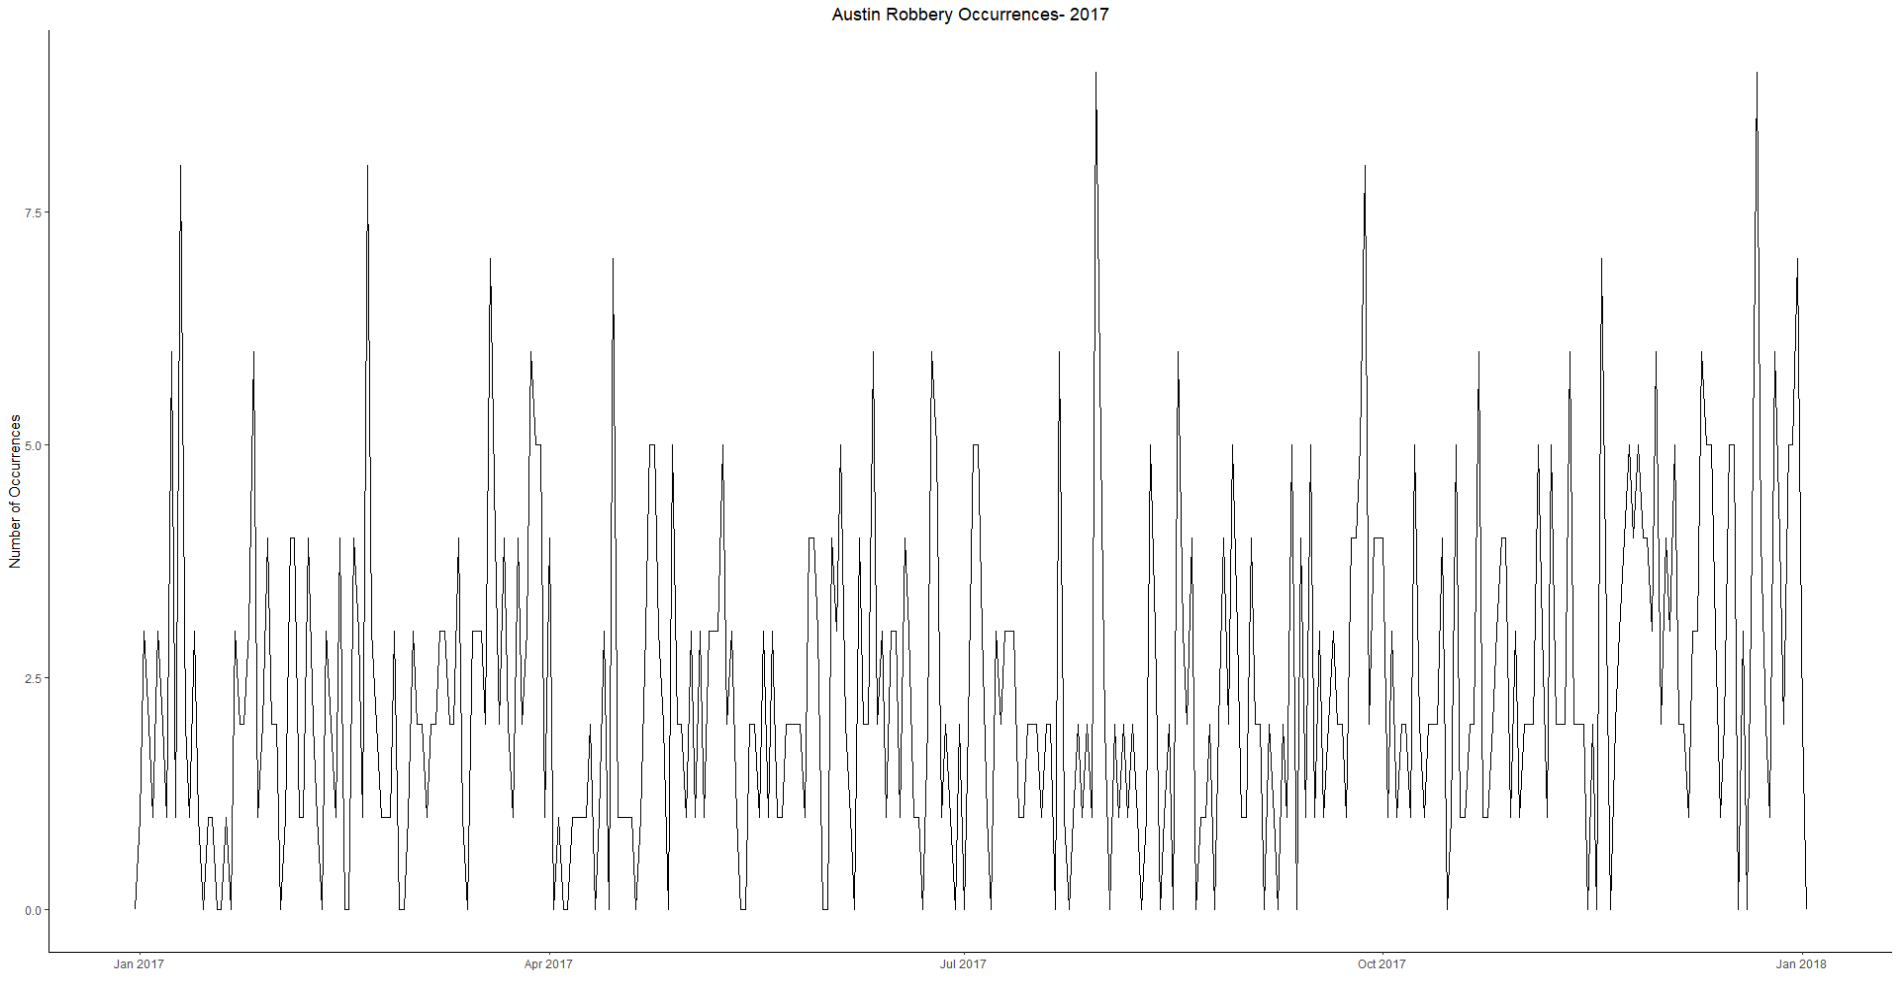 Austin Robbery Occurrences- 2017
Number of Occurrences
7.5
5.0
2.5
0.0
Jan 2017
Apr 2017
Jul 2017
Oct 2017
Jan 2018